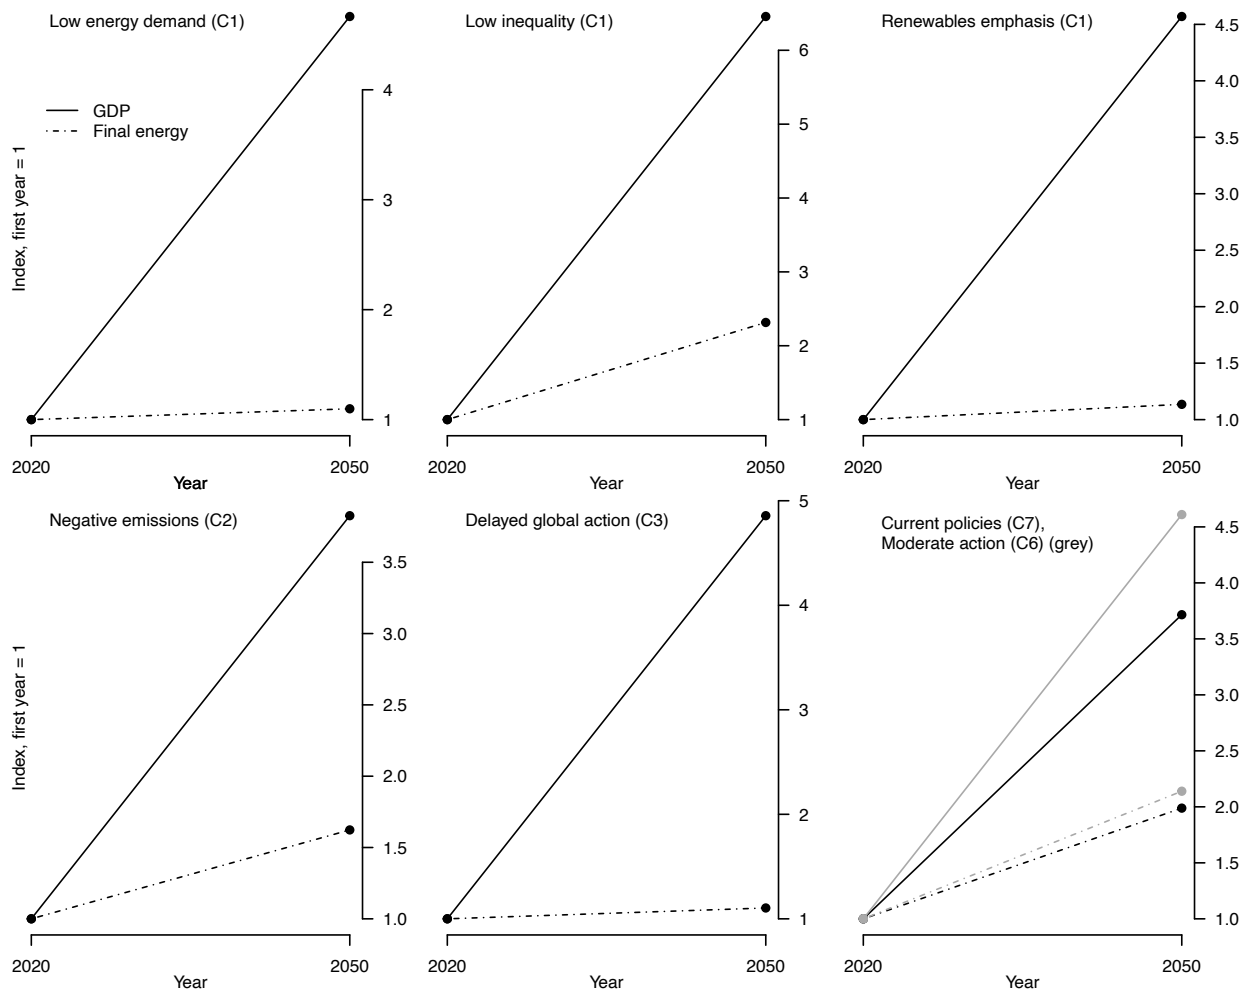 Low energy demand (C1)
GDP
Final energy
Index, first year = 1
4
3
2
1
2020
2050
Year
Low inequality (C1)
6
5
4
3
2
1
2020
2050
Year
Renewables emphasis (C1)
4.5
4.0
3.5
3.0
2.5
2.0
1.5
1.0
2020
2050
Year
Negative emissions (C2)
Index, first year = 1
3.5
3.0
2.5
2.0
1.5
1.0
2020
2050
Year
Delayed global action (C3)
5
4
3
2
1
2020
2050
Year
Current policies (C7),
Moderate action (C6) (grey)
4.5
4.0
3.5
3.0
2.5
2.0
1.5
1.0
2020
2050
Year